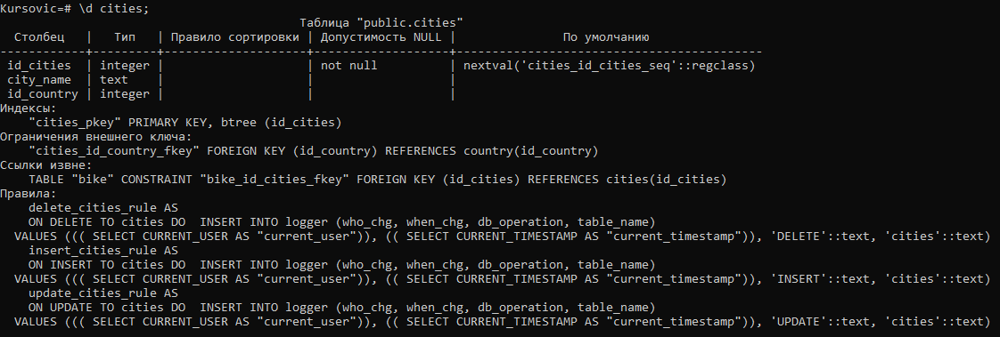 Kursovic=# \d cities;
                                          Таблица "public.cities"
  Столбец   |   Тип   | Правило сортировки | Допустимость NULL |               По умолчанию
------------+---------+--------------------+-------------------+------------------------------------------
 id_cities  | integer |                    | not null          | nextval('cities_id_cities_seq'::regclass)
 city_name  | text    |                    |                   |
 id_country | integer |                    |                   |
Индексы:
    "cities_pkey" PRIMARY KEY, btree (id_cities)
Ограничения внешнего ключа:
    "cities_id_country_fkey" FOREIGN KEY (id_country) REFERENCES country(id_country)
Ссылки извне:
    TABLE "bike" CONSTRAINT "bike_id_cities_fkey" FOREIGN KEY (id_cities) REFERENCES cities(id_cities)
Правила:
    delete_cities_rule AS
    ON DELETE TO cities DO  INSERT INTO logger (who_chg, when_chg, db_operation, table_name)
  VALUES ((( SELECT CURRENT_USER AS "current_user")), (( SELECT CURRENT_TIMESTAMP AS "current_timestamp")), 'DELETE'::text, 'cities'::text)
    insert_cities_rule AS
    ON INSERT TO cities DO  INSERT INTO logger (who_chg, when_chg, db_operation, table_name)
  VALUES ((( SELECT CURRENT_USER AS "current_user")), (( SELECT CURRENT_TIMESTAMP AS "current_timestamp")), 'INSERT'::text, 'cities'::text)
    update_cities_rule AS
    ON UPDATE TO cities DO  INSERT INTO logger (who_chg, when_chg, db_operation, table_name)
  VALUES ((( SELECT CURRENT_USER AS "current_user")), (( SELECT CURRENT_TIMESTAMP AS "current_timestamp")), 'UPDATE'::text, 'cities'::text)